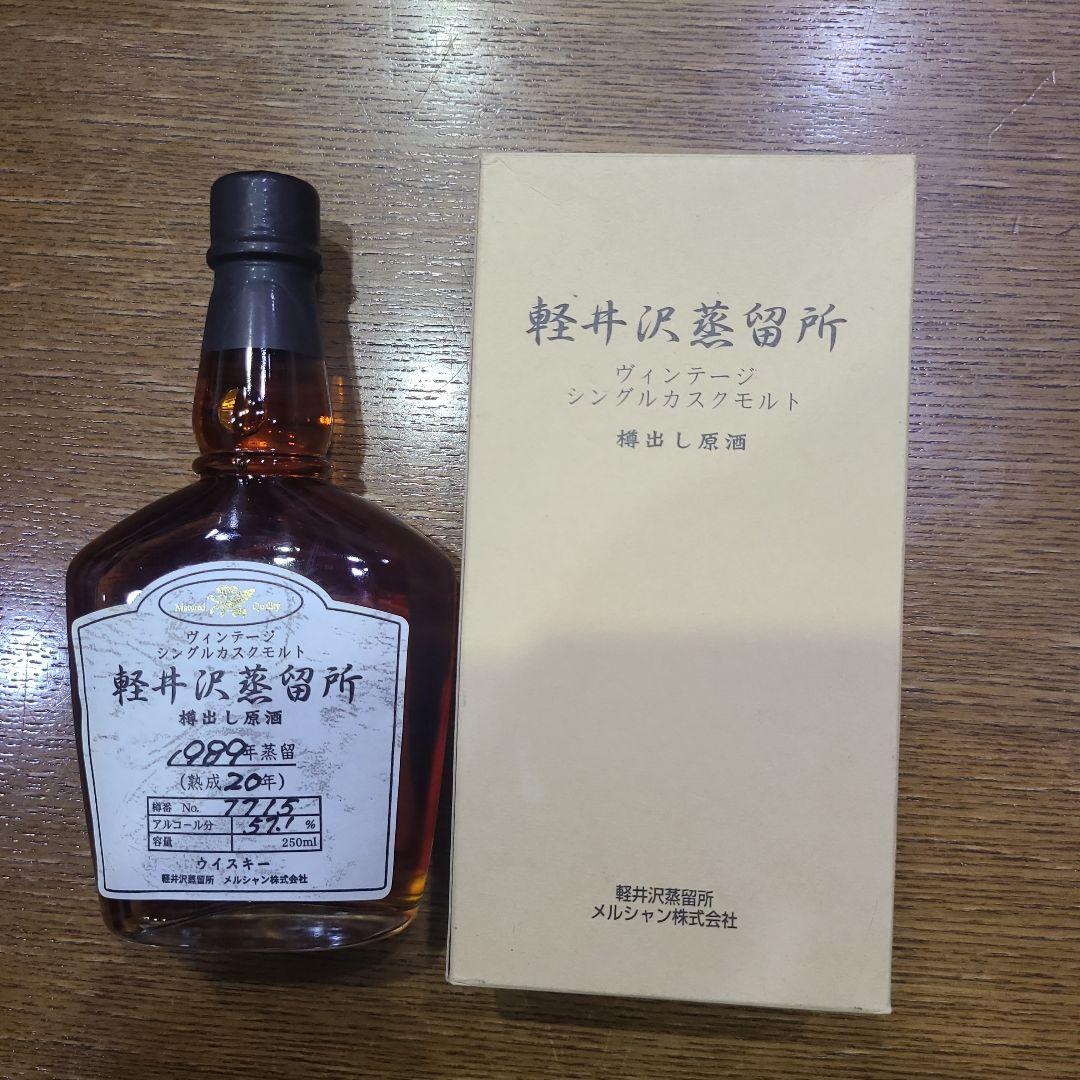 Matured Quality
ヴィンテージ
シングルカスクモルト
軽井沢蒸留所
樽出し原酒
1989年蒸留
(熟成20年)
樽番 No. 7715
アルコール分 57.1 %
容量 250ml
ウイスキー
軽井沢蒸留所 メルシャン株式会社
軽井沢蒸留所
ヴィンテージ
シングルカスクモルト
樽出し原酒
軽井沢蒸留所
メルシャン株式会社